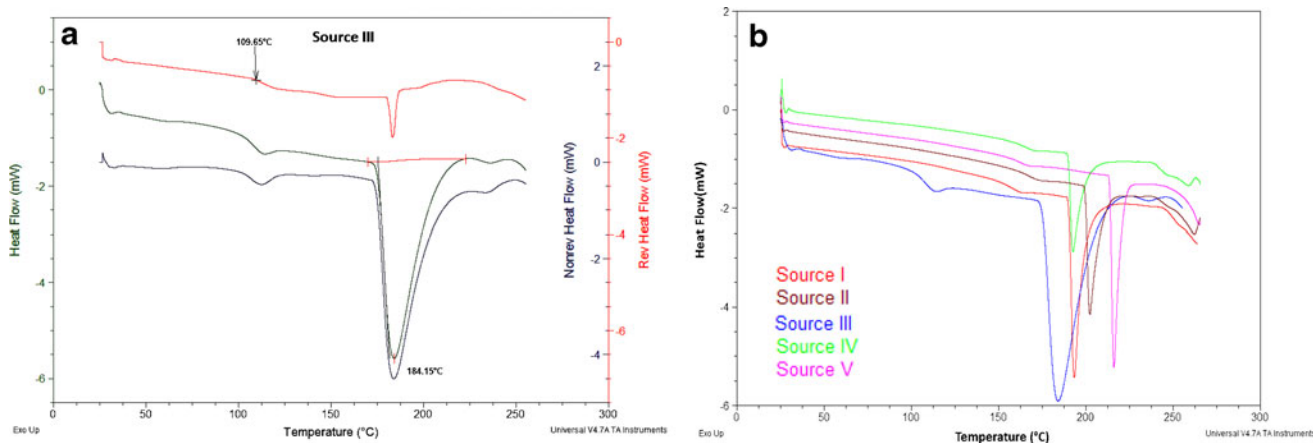 a
Source III
109.65°C
184.15°C
0
-2
-4
-6
Heat Flow (mW)
2
0
-2
-4
Nonrev Heat Flow (mW)
0
-2
-4
-6
Rev Heat Flow (mW)
0
50
100
150
200
250
300
Exo Up
Temperature (°C)
Universal V4.7A TA Instruments
b
2
0
-2
-4
-6
Heat Flow(mW)
Source I
Source II
Source III
Source IV
Source V
0
50
100
150
200
250
300
Exo Up
Temperature (°C)
Universal V4.7A TA Instruments